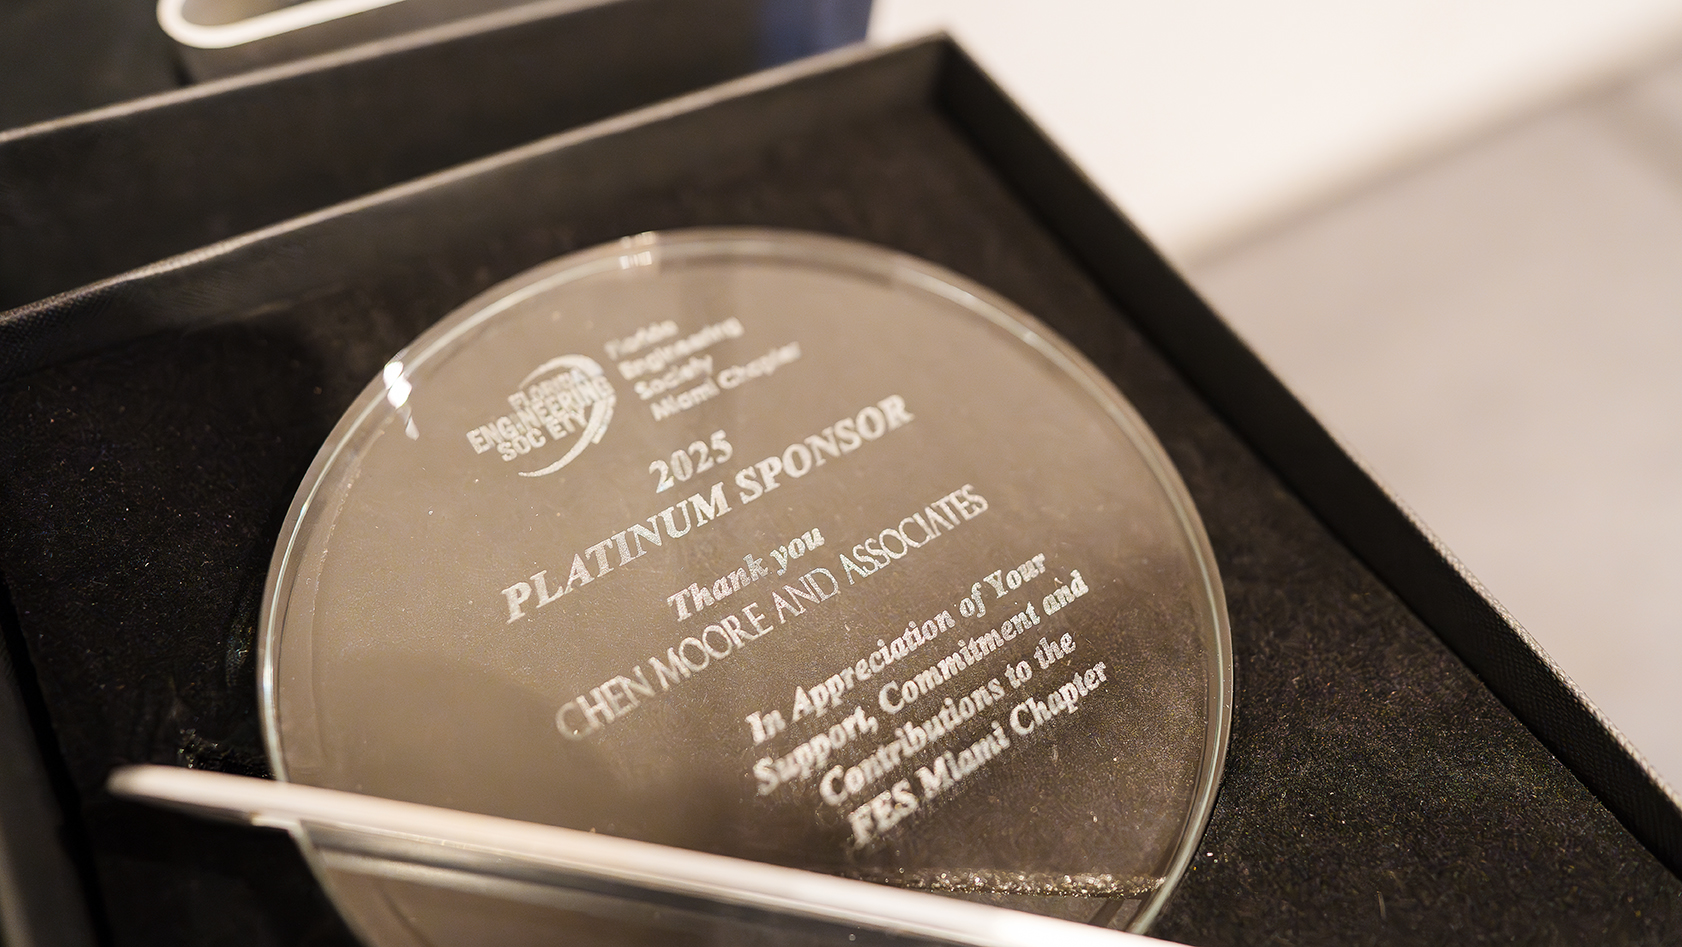 FLORIDA
ENGINEERING
SOCIETY
Florida
Engineering
Society
Miami Chapter
2025
PLATINUM SPONSOR
Thank you
CHEN MOORE AND ASSOCIATES
In Appreciation of Your
Support, Commitment and
Contributions to the
FES Miami Chapter